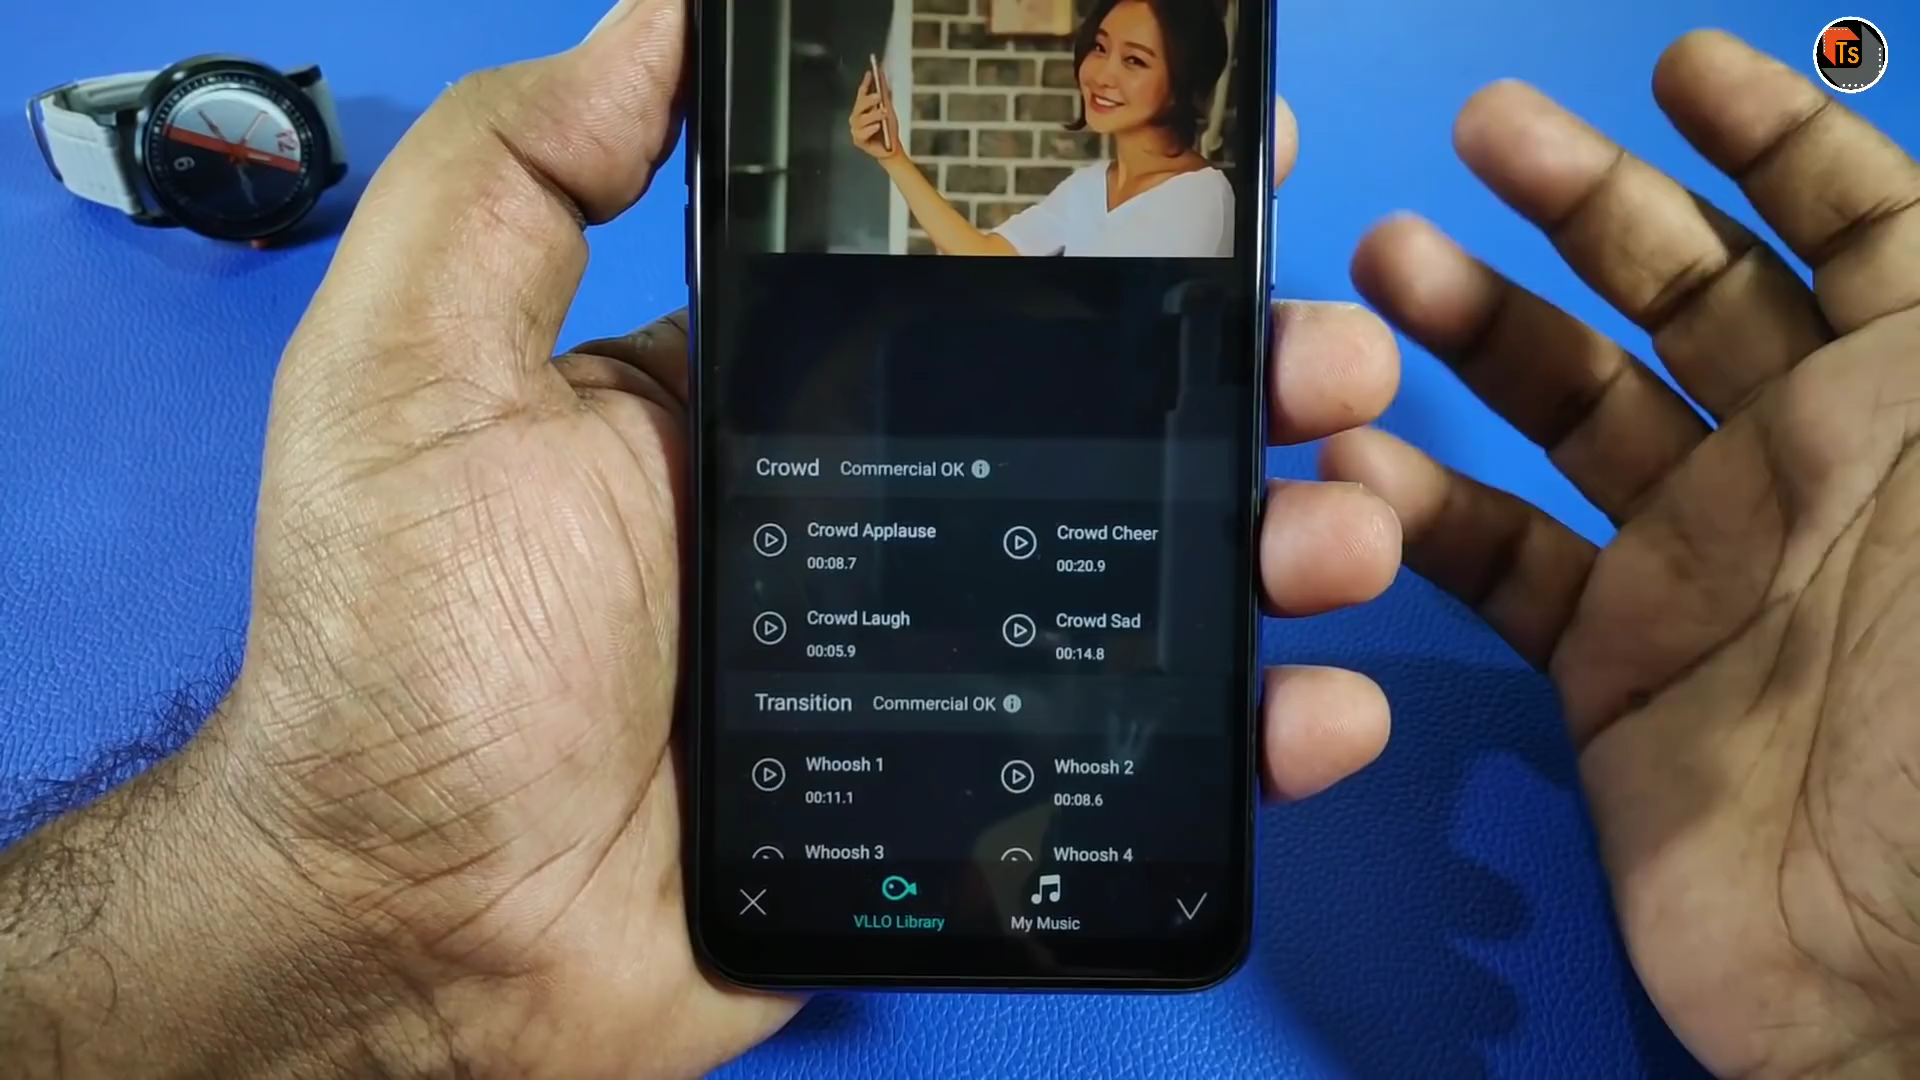 Ts
6
Crowd Commercial OK
Crowd Applause Crowd Cheer
00:08.7 00:20.9
Crowd Laugh Crowd Sad
00:05.9 00:14.8
Transition Commercial OK
Whoosh 1 Whoosh 2
00:11.1 00:08.6
Whoosh 3 Whoosh 4
VLLO Library My Music